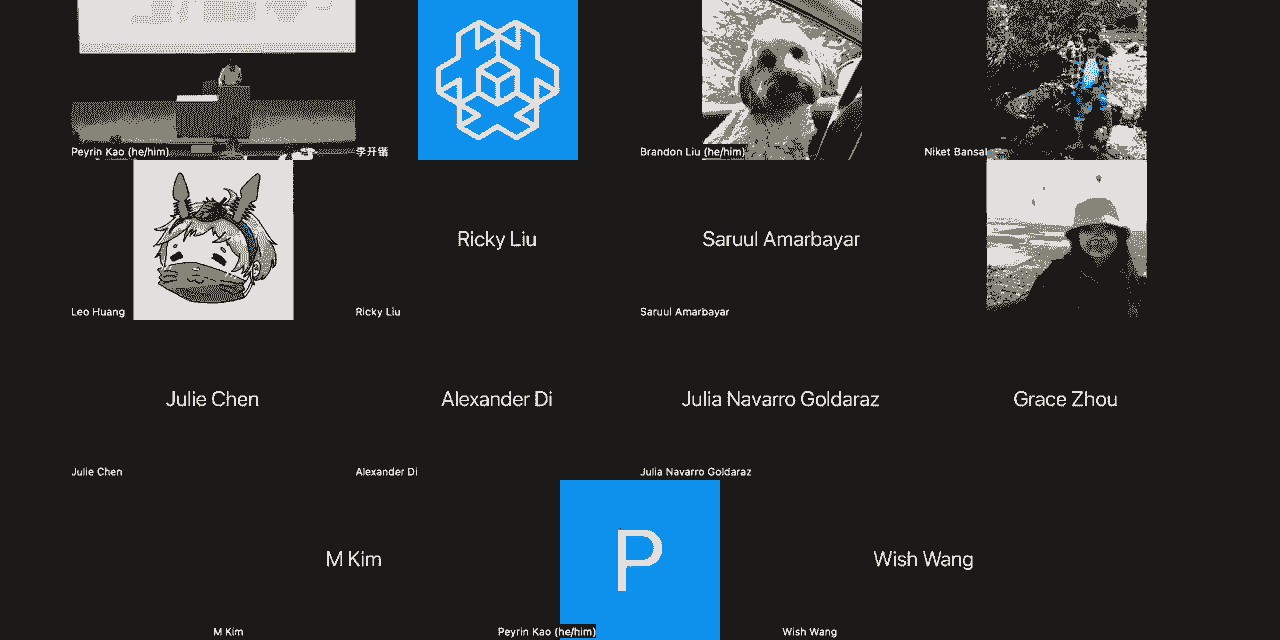 Peyrin Kao (he/him)
李开锴
Brandon Liu (he/him)
Niket Bansal
Ricky Liu
Saruul Amarbayar
Leo Huang
Ricky Liu
Saruul Amarbayar
Julie Chen
Alexander Di
Julia Navarro Goldaraz
Grace Zhou
Julie Chen
Alexander Di
Julia Navarro Goldaraz
M Kim
P
Wish Wang
M Kim
Peyrin Kao (he/him)
Wish Wang